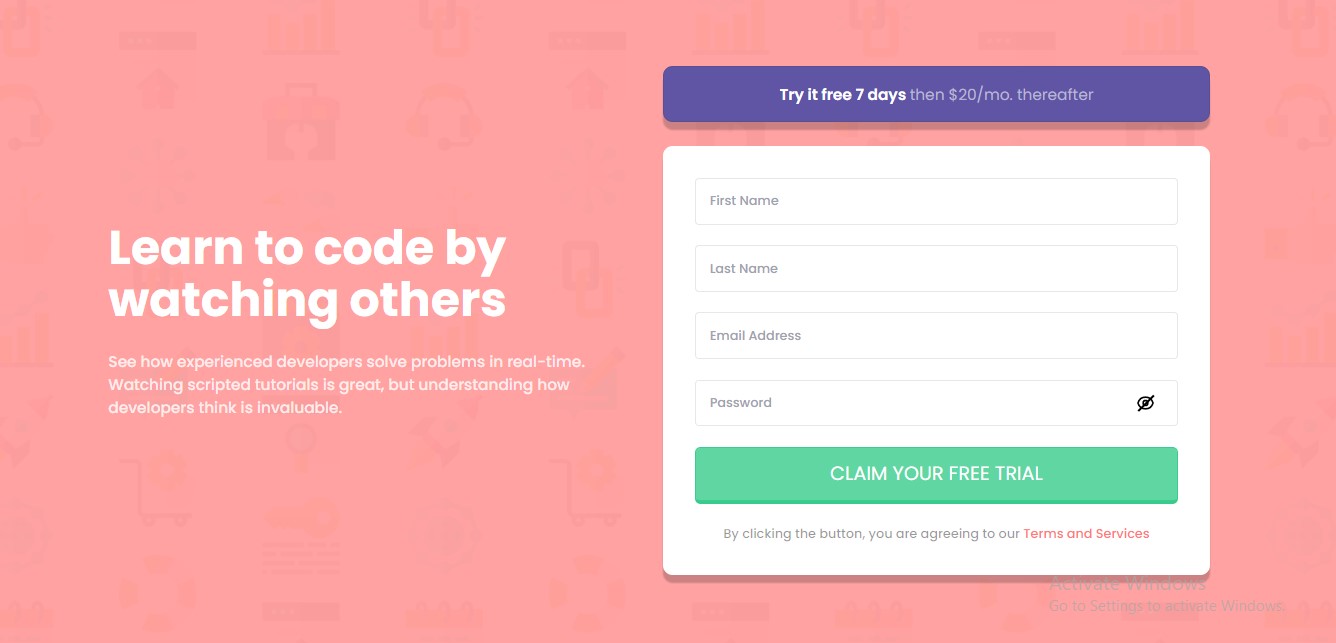 Learn to code by
watching others
See how experienced developers solve problems in real-time.
Watching scripted tutorials is great, but understanding how
developers think is invaluable.
Try it free 7 days then $20/mo. thereafter
First Name
Last Name
Email Address
Password
CLAIM YOUR FREE TRIAL
By clicking the button, you are agreeing to our Terms and Services
Activate Windows
Go to Settings to activate Windows.